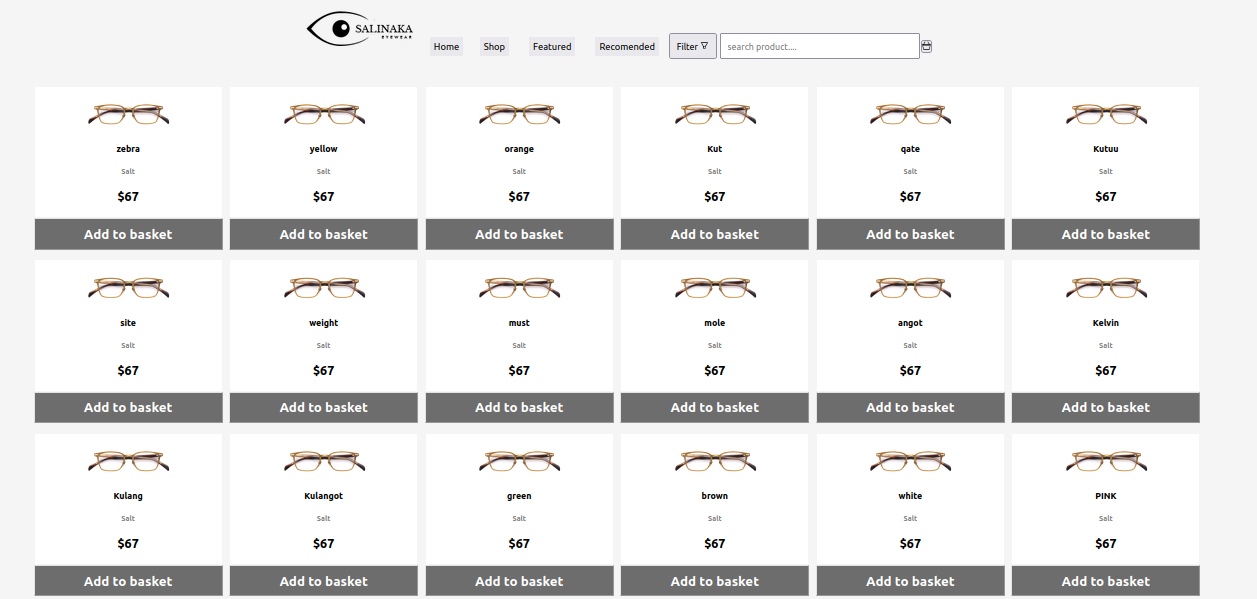 SALINAKA
EYEWEAR
Home Shop Featured Recomended Filter search product....
zebra yellow orange Kut qate Kutuu
Salt Salt Salt Salt Salt Salt
$67 $67 $67 $67 $67 $67
Add to basket Add to basket Add to basket Add to basket Add to basket Add to basket
site weight must mole angot Kelvin
Salt Salt Salt Salt Salt Salt
$67 $67 $67 $67 $67 $67
Add to basket Add to basket Add to basket Add to basket Add to basket Add to basket
Kulang Kulangot green brown white PINK
Salt Salt Salt Salt Salt Salt
$67 $67 $67 $67 $67 $67
Add to basket Add to basket Add to basket Add to basket Add to basket Add to basket